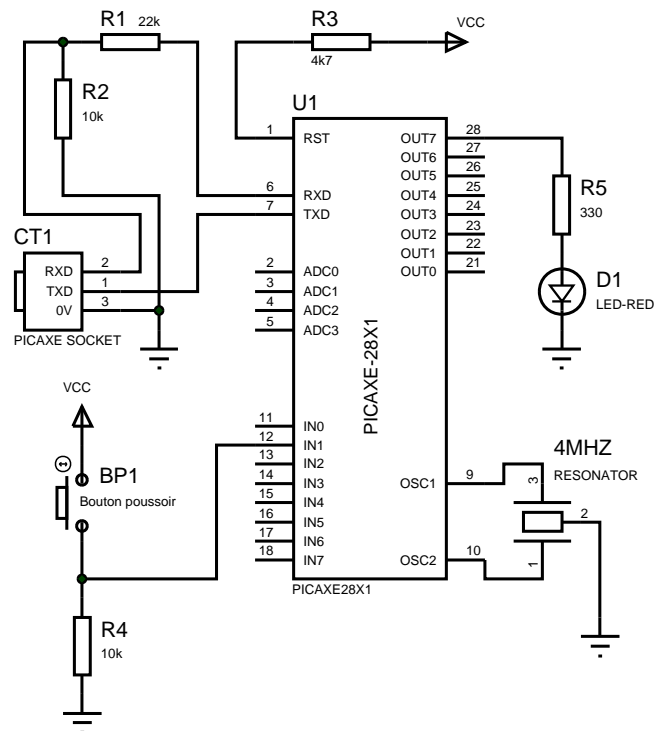 R1 22k
R3
4k7
VCC
R2
10k
U1
1 RST
OUT7 28
OUT6 27
OUT5 26
OUT4 25
OUT3 24
OUT2 23
OUT1 22
OUT0 21
6 RXD
7 TXD
R5
330
CT1
RXD 2
TXD 1
0V 3
PICAXE SOCKET
2 ADC0
3 ADC1
4 ADC2
5 ADC3
D1
LED-RED
PICAXE-28X1
VCC
BP1
Bouton poussoir
11 IN0
12 IN1
13 IN2
14 IN3
15 IN4
16 IN5
17 IN6
18 IN7
OSC1 9
OSC2 10
4MHZ
RESONATOR
3
2
1
PICAXE28X1
R4
10k